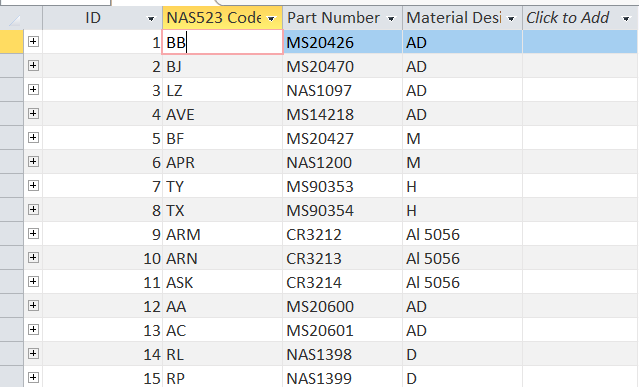 ID NAS523 Code Part Number Material Desi Click to Add
1 BB MS20426 AD
2 BJ MS20470 AD
3 LZ NAS1097 AD
4 AVE MS14218 AD
5 BF MS20427 M
6 APR NAS1200 M
7 TY MS90353 H
8 TX MS90354 H
9 ARM CR3212 Al 5056
10 ARN CR3213 Al 5056
11 ASK CR3214 Al 5056
12 AA MS20600 AD
13 AC MS20601 AD
14 RL NAS1398 D
15 RP NAS1399 D